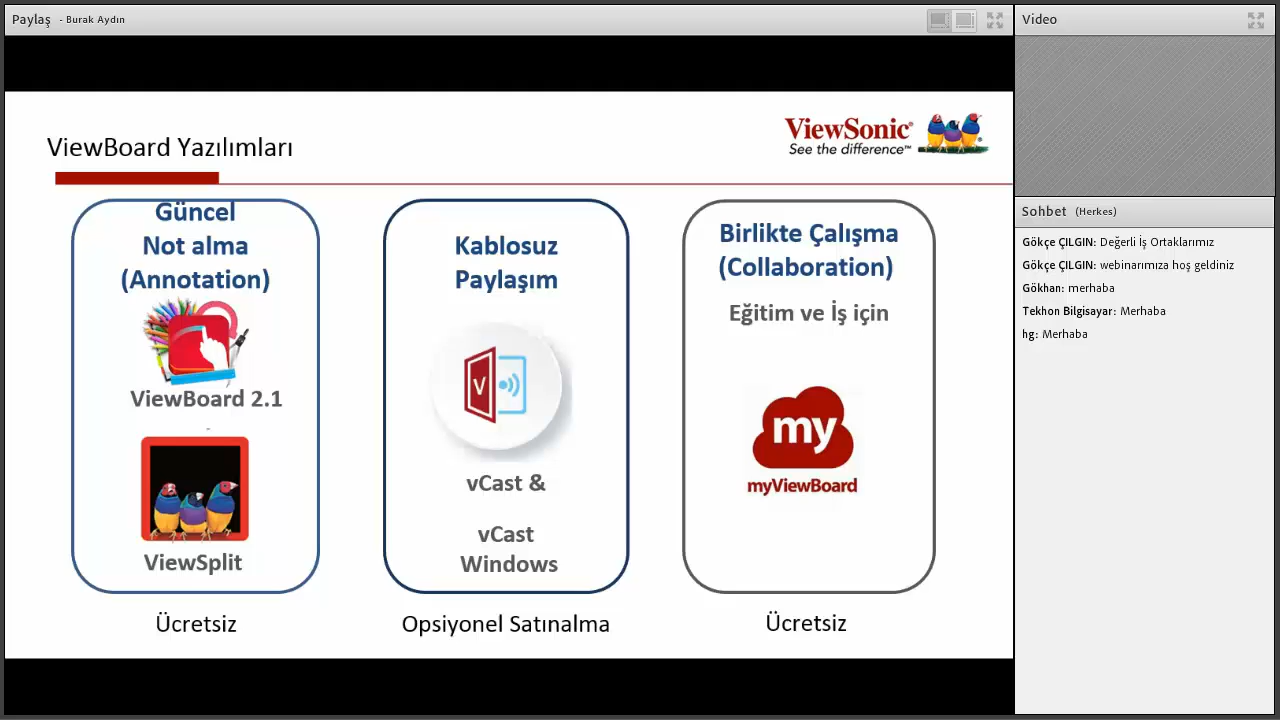 Paylaş - Burak Aydın
ViewBoard Yazılımları
ViewSonic®
See the difference™
Güncel
Not alma
(Annotation)
ViewBoard 2.1
ViewSplit
Ücretsiz
Kablosuz
Paylaşım
V
vCast &
vCast
Windows
Opsiyonel Satınalma
Birlikte Çalışma
(Collaboration)
Eğitim ve İş için
my
myViewBoard
Ücretsiz
Video
Sohbet (Herkes)
Gökçe ÇILGIN: Değerli İş Ortaklarımız
Gökçe ÇILGIN: webinarımıza hoş geldiniz
Gökhan: merhaba
Tekhon Bilgisayar: Merhaba
hg: Merhaba